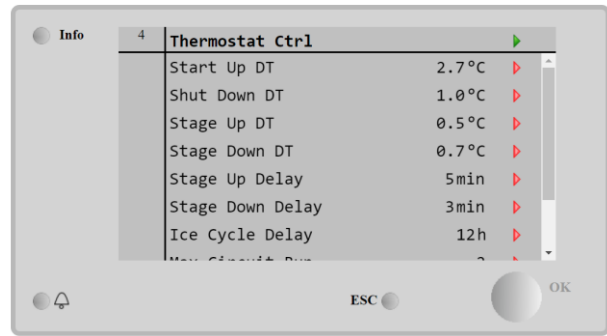 Info
4 Thermostat Ctrl
Start Up DT 2.7°C
Shut Down DT 1.0°C
Stage Up DT 0.5°C
Stage Down DT 0.7°C
Stage Up Delay 5min
Stage Down Delay 3min
Ice Cycle Delay 12h
ESC
OK